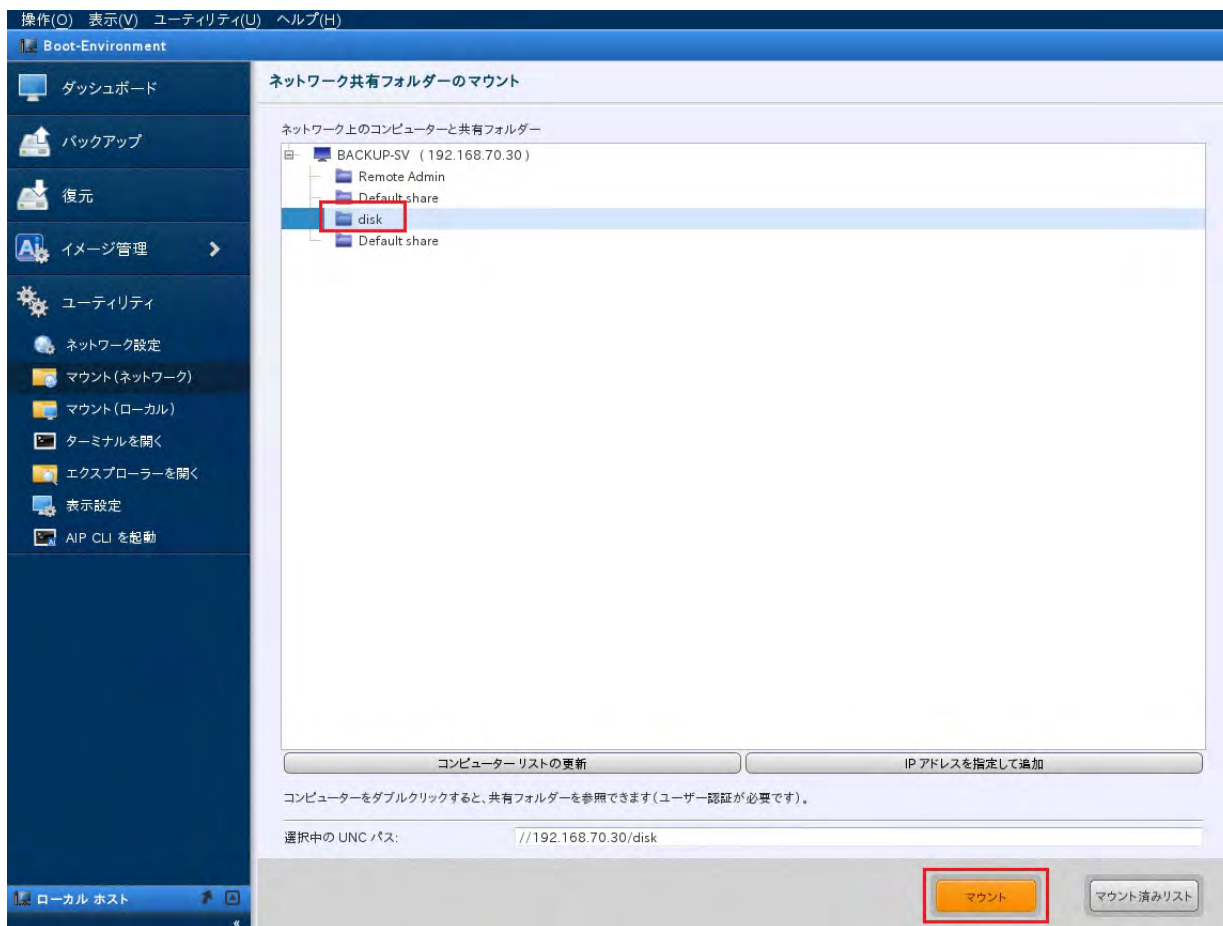 操作(O) 表示(V) ユーティリティ(U) ヘルプ(H)
Boot-Environment
ダッシュボード
バックアップ
復元
イメージ管理
ユーティリティ
ネットワーク設定
マウント(ネットワーク)
マウント(ローカル)
ターミナルを開く
エクスプローラーを開く
表示設定
AIP CLI を起動
ローカル ホスト
ネットワーク共有フォルダーのマウント
ネットワーク上のコンピューターと共有フォルダー
BACKUP-SV (192.168.70.30)
Remote Admin
Default share
disk
Default share
コンピューター リストの更新
IP アドレスを指定して追加
コンピューターをダブルクリックすると、共有フォルダーを参照できます(ユーザー認証が必要です)。
選択中の UNC パス: //192.168.70.30/disk
マウント
マウント済みリスト